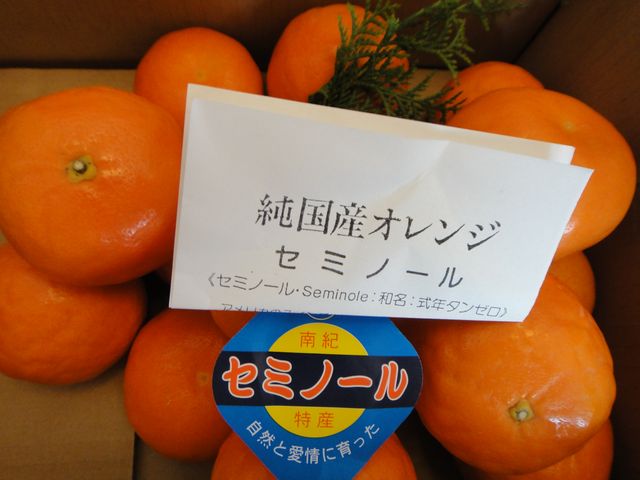 純国産オレンジ
セミノール
《セミノール・Seminole:和名:式年タンゼロ》
南紀
セミノール
特産
自然と愛情に育った